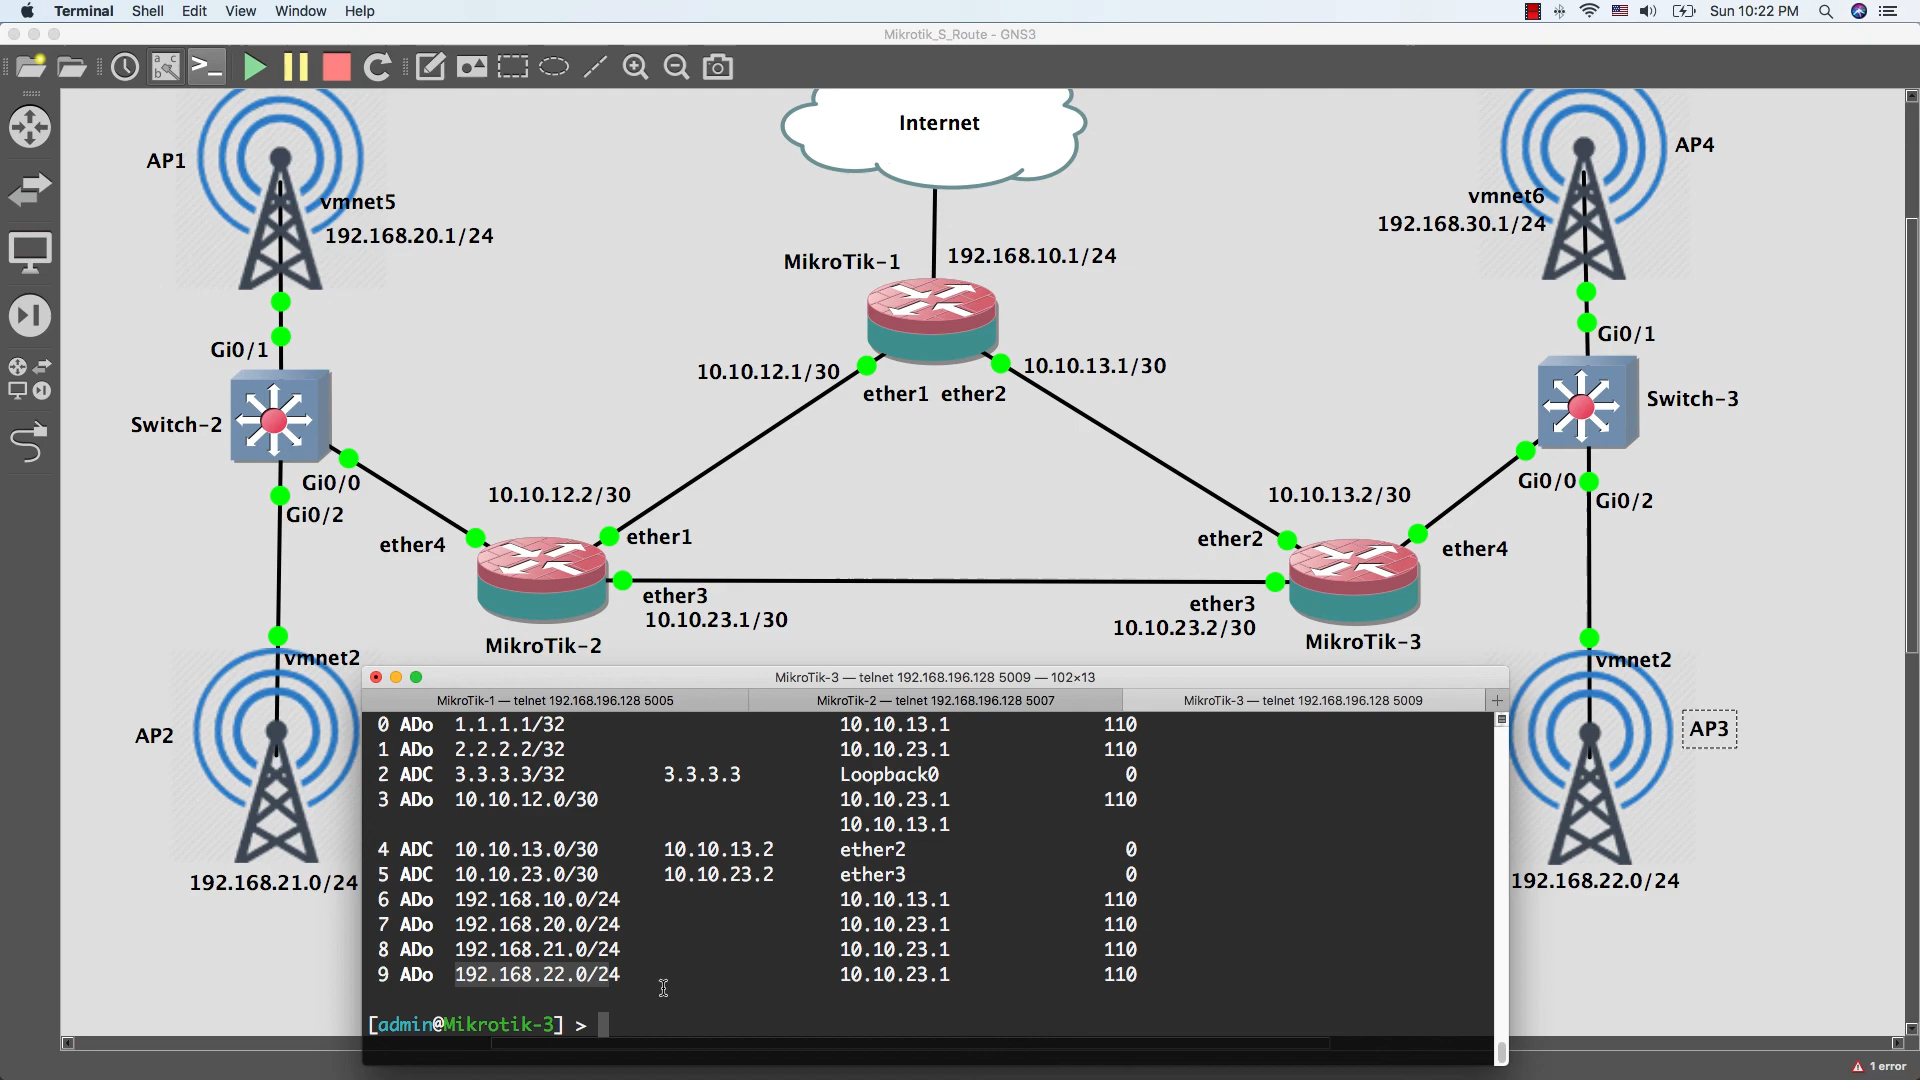 Terminal Shell Edit View Window Help Sun 10:22 PM
Mikrotik_S_Route - GNS3
Internet
AP1
AP4
vmnet5
192.168.20.1/24
vmnet6
192.168.30.1/24
MikroTik-1
192.168.10.1/24
Gi0/1
Gi0/1
10.10.12.1/30
10.10.13.1/30
ether1 ether2
Switch-2
Switch-3
Gi0/0
Gi0/2
10.10.12.2/30
10.10.13.2/30
Gi0/0
Gi0/2
ether4
ether1
ether2
ether4
ether3
10.10.23.1/30
ether3
10.10.23.2/30
MikroTik-2
MikroTik-3
vmnet2
vmnet2
AP2
AP3
192.168.21.0/24
192.168.22.0/24
MikroTik-3 — telnet 192.168.196.128 5009 — 102×13
MikroTik-1 — telnet 192.168.196.128 5005
MikroTik-2 — telnet 192.168.196.128 5007
MikroTik-3 — telnet 192.168.196.128 5009
0 ADo 1.1.1.1/32 10.10.13.1 110
1 ADo 2.2.2.2/32 10.10.23.1 110
2 ADC 3.3.3.3/32 3.3.3.3 Loopback0 0
3 ADo 10.10.12.0/30 10.10.23.1 110
10.10.13.1
4 ADC 10.10.13.0/30 10.10.13.2 ether2 0
5 ADC 10.10.23.0/30 10.10.23.2 ether3 0
6 ADo 192.168.10.0/24 10.10.13.1 110
7 ADo 192.168.20.0/24 10.10.23.1 110
8 ADo 192.168.21.0/24 10.10.23.1 110
9 ADo 192.168.22.0/24 10.10.23.1 110
[admin@Mikrotik-3] >
1 error